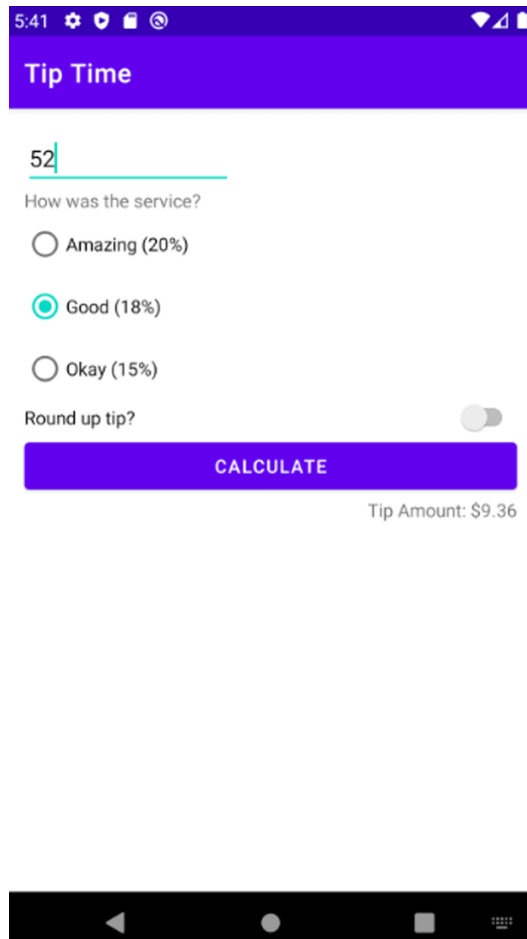 5:41
Tip Time
52
How was the service?
Amazing (20%)
Good (18%)
Okay (15%)
Round up tip?
CALCULATE
Tip Amount: $9.36